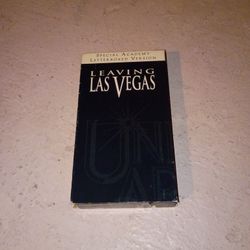 SPECIAL ACADEMY
LETTERBOXED VERSION
LEAVING
LAS VEGAS